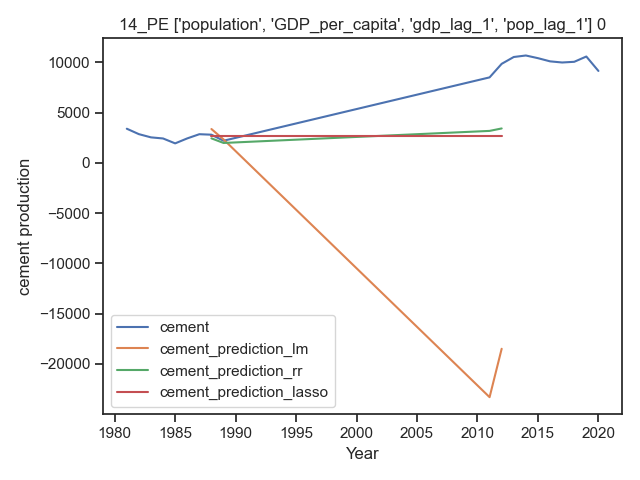 14_PE ['population', 'GDP_per_capita', 'gdp_lag_1', 'pop_lag_1'] 0
10000
5000
0
−5000
−10000
−15000
−20000
cement production
cement
cement_prediction_lm
cement_prediction_rr
cement_prediction_lasso
1980 1985 1990 1995 2000 2005 2010 2015 2020
Year